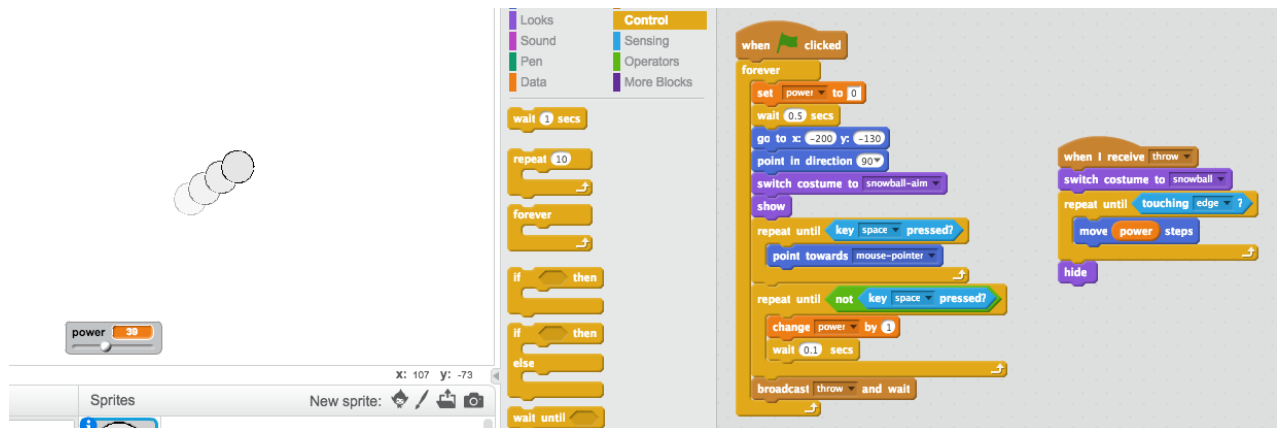 Looks
Control
Sound
Sensing
Pen
Operators
Data
More Blocks
wait 1 secs
repeat 10
forever
if then
if then
else
wait until
power 39
X: 107 Y: -73
Sprites
New sprite:
when clicked
forever
set power to 0
wait 0.5 secs
go to x: -200 y: -130
point in direction 90
switch costume to snowball-aim
show
repeat until key space pressed?
point towards mouse-pointer
repeat until not key space pressed?
change power by 1
wait 0.1 secs
broadcast throw and wait
when I receive throw
switch costume to snowball
repeat until touching edge ?
move power steps
hide